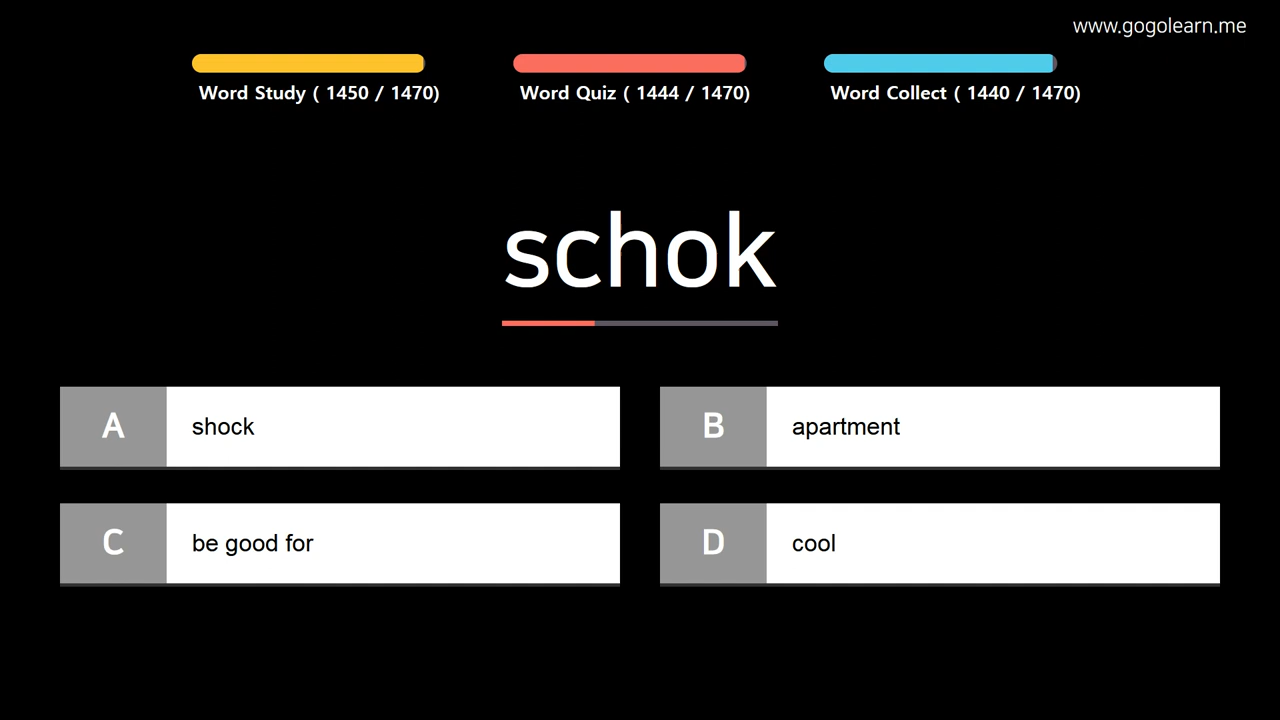 www.gogolearn.me
Word Study ( 1450 / 1470)
Word Quiz ( 1444 / 1470)
Word Collect ( 1440 / 1470)
schok
A
shock
B
apartment
C
be good for
D
cool